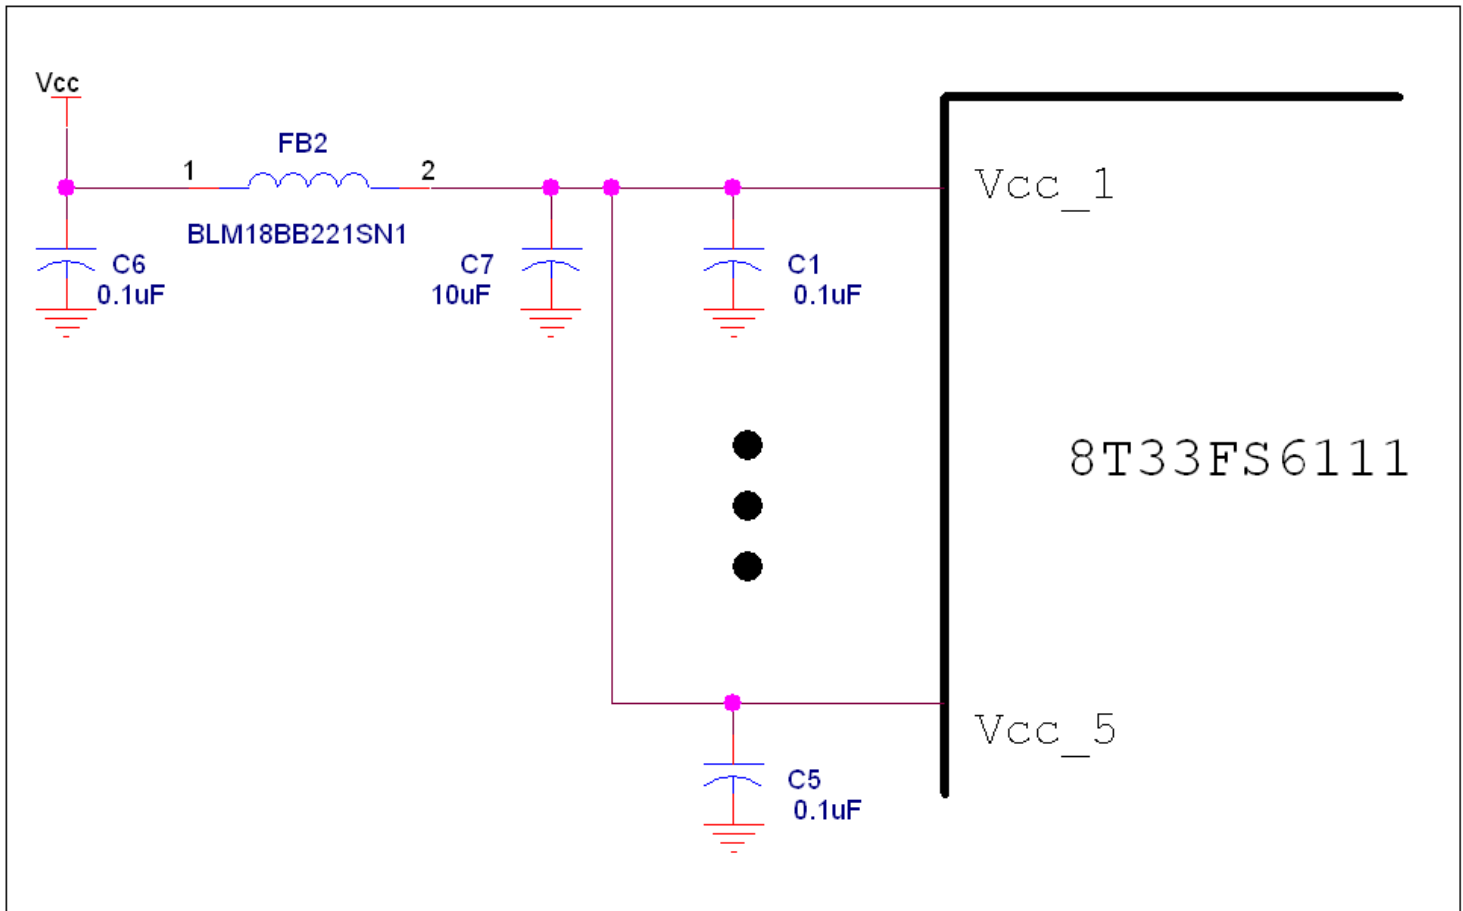 Vcc
FB2
1
2
BLM18BB221SN1
Vcc_1
C6
0.1uF
C7
10uF
C1
0.1uF
8T33FS6111
Vcc_5
C5
0.1uF